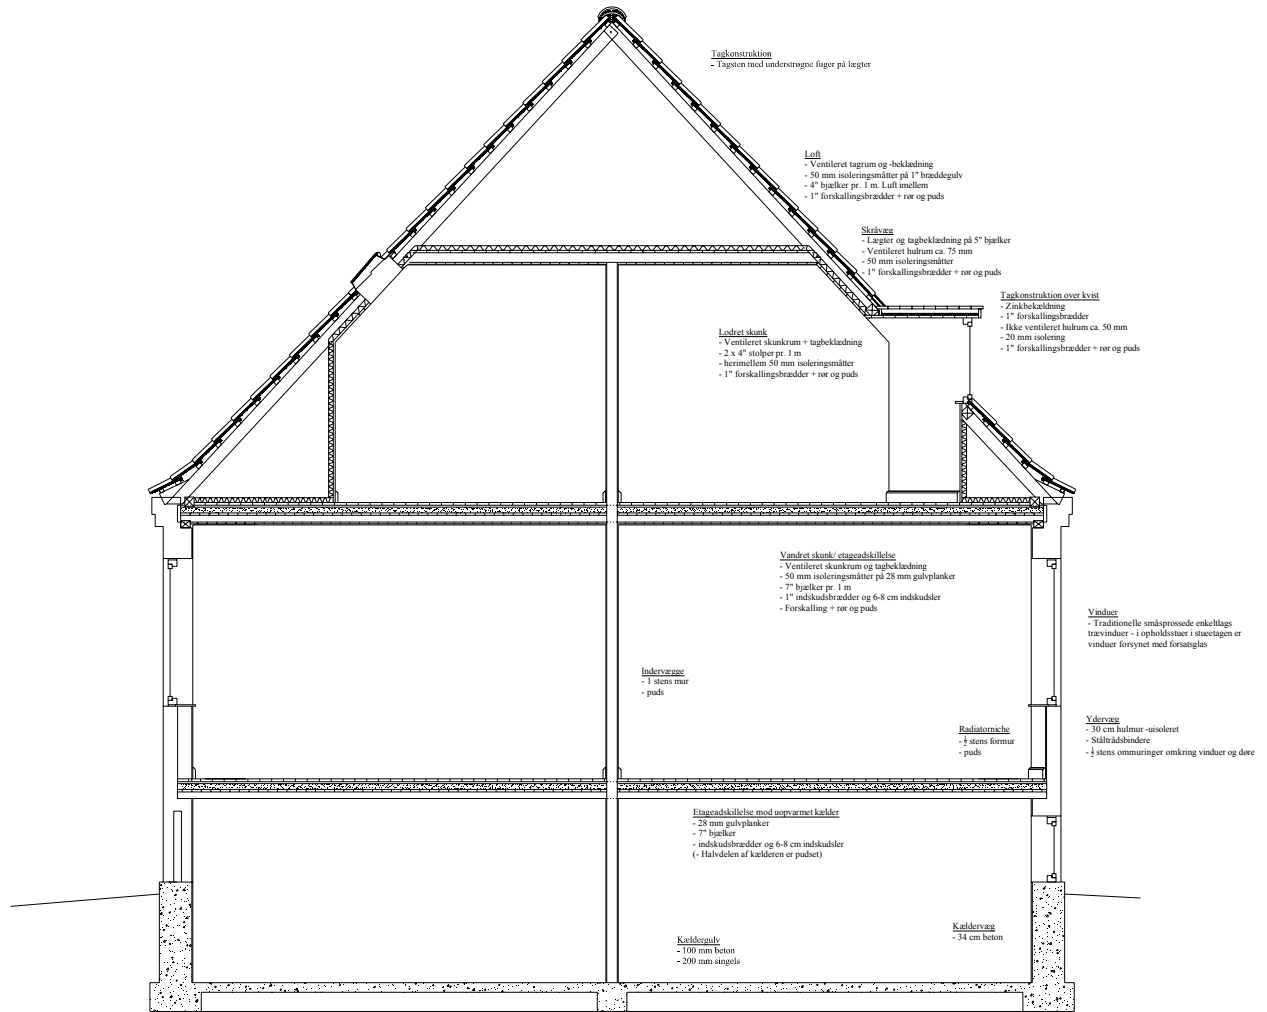 Tagkonstruktion
- Tagsten med understrøgne fuger på lægter
Loft
- Ventileret tagrum og -beklædning
- 50 mm isoleringsmåtter på 1" bræddegulv
- 4" bjælker pr. 1 m. Luft imellem
- 1" forskallingsbrædder + rør og puds
Skråvæg
- Lægter og tagbeklædning på 5" bjælker
- Ventileret hulrum ca. 75 mm
- 50 mm isoleringsmåtter
- 1" forskallingsbrædder + rør og puds
Tagkonstruktion over kvist
- Zinkbekældning
- 1" forskallingsbrædder
- Ikke ventileret hulrum ca. 50 mm
- 20 mm isolering
- 1" forskallingsbrædder + rør og puds
Lodret skunk
- Ventileret skunkrum + tagbeklædning
- 2 x 4" stolper pr. 1 m
- herimellem 50 mm isoleringsmåtter
- 1" forskallingsbrædder + rør og puds
Vandret skunk/ etageadskillelse
- Ventileret skunkrum og tagbeklædning
- 50 mm isoleringsmåtter på 28 mm gulvplanker
- 7" bjælker pr. 1 m
- 1" indskudsbrædder og 6-8 cm indskudsler
- Forskalling + rør og puds
Vinduer
- Traditionelle småsprossede enkeltlags
trævinduer - i opholdsstuer i stueetagen er
vinduer forsynet med forsatsglas
Indervægge
- 1 stens mur
- puds
Radiatorniche
- ½ stens formur
- puds
Ydervæg
- 30 cm hulmur -uisoleret
- Ståltrådsbindere
- ½ stens ommuringer omkring vinduer og døre
Etageadskillelse mod uopvarmet kælder
- 28 mm gulvplanker
- 7" bjælker
- indskudsbrædder og 6-8 cm indskudsler
(- Halvdelen af kælderen er pudset)
Kældervæg
- 34 cm beton
Kældergulv
- 100 mm beton
- 200 mm singels